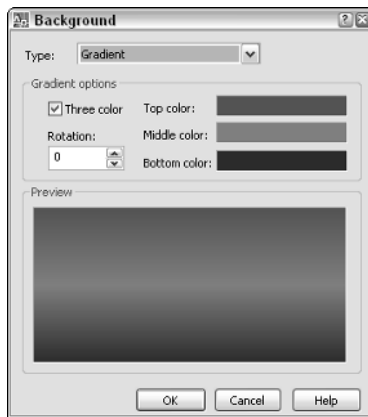 Background
Type: Gradient
Gradient options
Three color
Top color:
Rotation:
Middle color:
0
Bottom color:
Preview
OK Cancel Help